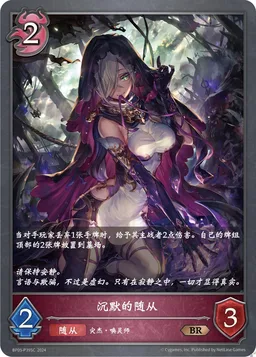 2
当对手玩家丢弃1张手牌时，给予其主战者2点伤害。自己的牌组
顶部的2张牌放置到墓场。
请保持安静。
言语与欺骗，不过是虚幻。只有在寂静之中，一切才显得真实。
沉默的随从
2
随从
BR
3